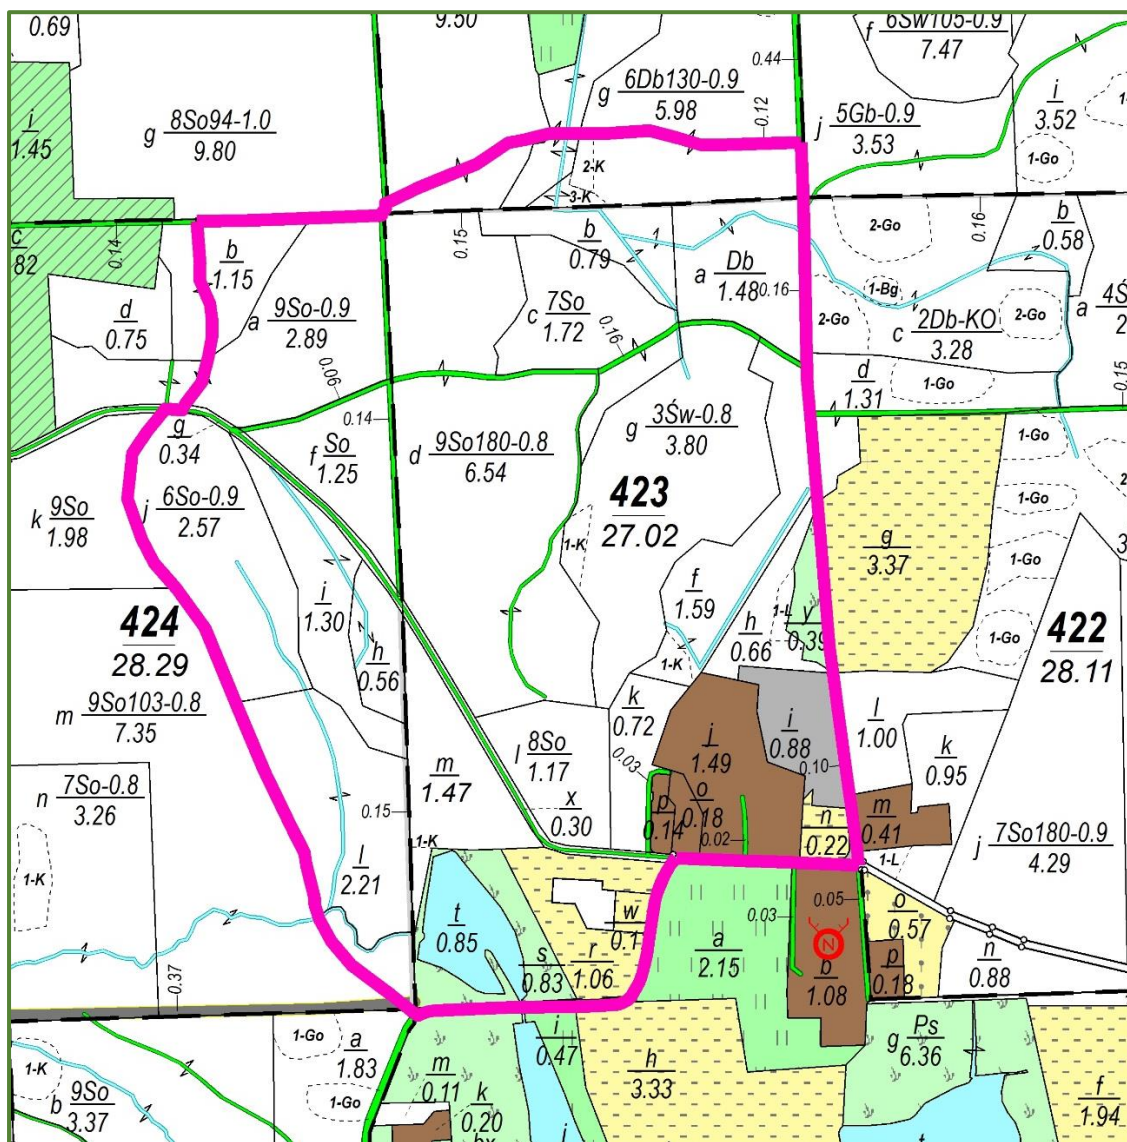 0.69
9.50
f 6Sw105-0.9
7.47
0.44
i
1.45
g 8So94-1.0
9.80
g 6Db130-0.9
5.98
0.12
j 5Gb-0.9
3.53
i
3.52
1-Go
2-K
3-K
c
.82
0.14
b
1.15
0.15
b
0.79
a Db
1.48
0.16
2-Go
0.16
b
0.58
1-Bg
d
0.75
a 9So-0.9
2.89
c 7So
1.72
0.16
2-Go
c 2Db-KO
3.28
2-Go
a 4Ś
2
0.06
0.14
d
1.31
1-Go
0.15
g
0.34
f So
1.25
d 9So180-0.8
6.54
g 3Św-0.8
3.80
1-Go
k 9So
1.98
j 6So-0.9
2.57
423
27.02
1-K
g
3.37
1-Go
1-Go
2
3
i
1.30
f
1.59
1-L
y
0.39
424
28.29
h
0.56
h
0.66
1-K
1-Go
422
28.11
m 9So103-0.8
7.35
k
0.72
j
1.49
i
0.88
l
1.00
k
0.95
l 8So
1.17
0.10
n 7So-0.8
3.26
m
1.47
x
0.30
0.03
p
0.14
o
0.18
0.02
n
0.22
m
0.41
j 7So180-0.9
4.29
0.15
1-K
1-L
1-K
l
2.21
t
0.85
w
0.1
s
0.83
r
1.06
a
2.15
0.03
0.05
N
b
1.08
o
0.57
p
0.18
n
0.88
0.37
1-Go
a
1.83
i
0.47
g Ps
6.36
1-K
b 9So
3.37
1-Go
m
0.11
k
0.20
h
3.33
f
1.94
bx
j
t